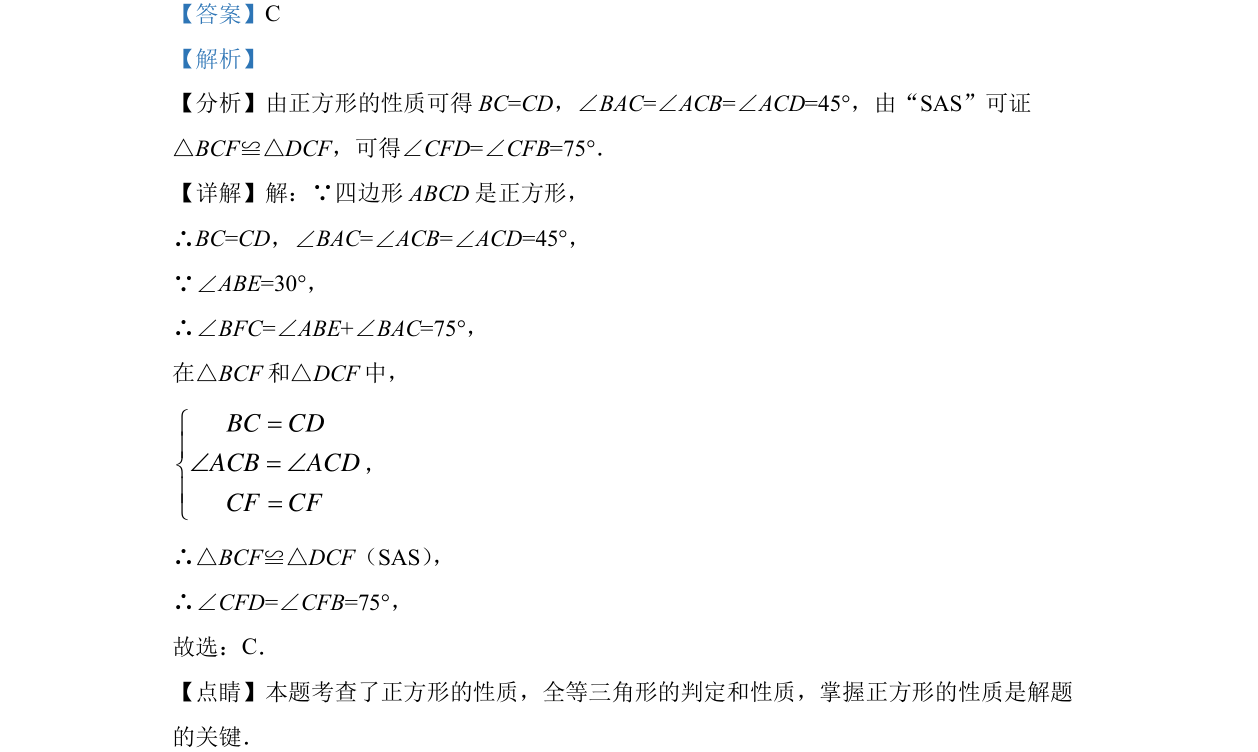 【答案】C
【解析】
【分析】由正方形的性质可得 BC=CD，∠BAC=∠ACB=∠ACD=45°，由“SAS”可证
△BCF≌△DCF，可得∠CFD=∠CFB=75°．
【详解】解：∵四边形 ABCD 是正方形，
∴BC=CD，∠BAC=∠ACB=∠ACD=45°，
∵∠ABE=30°，
∴∠BFC=∠ABE+∠BAC=75°，
在△BCF 和△DCF 中，
BC = CD
∠ACB = ∠ACD ，
CF = CF
∴△BCF≌△DCF（SAS），
∴∠CFD=∠CFB=75°，
故选：C．
【点睛】本题考查了正方形的性质，全等三角形的判定和性质，掌握正方形的性质是解题
的关键．